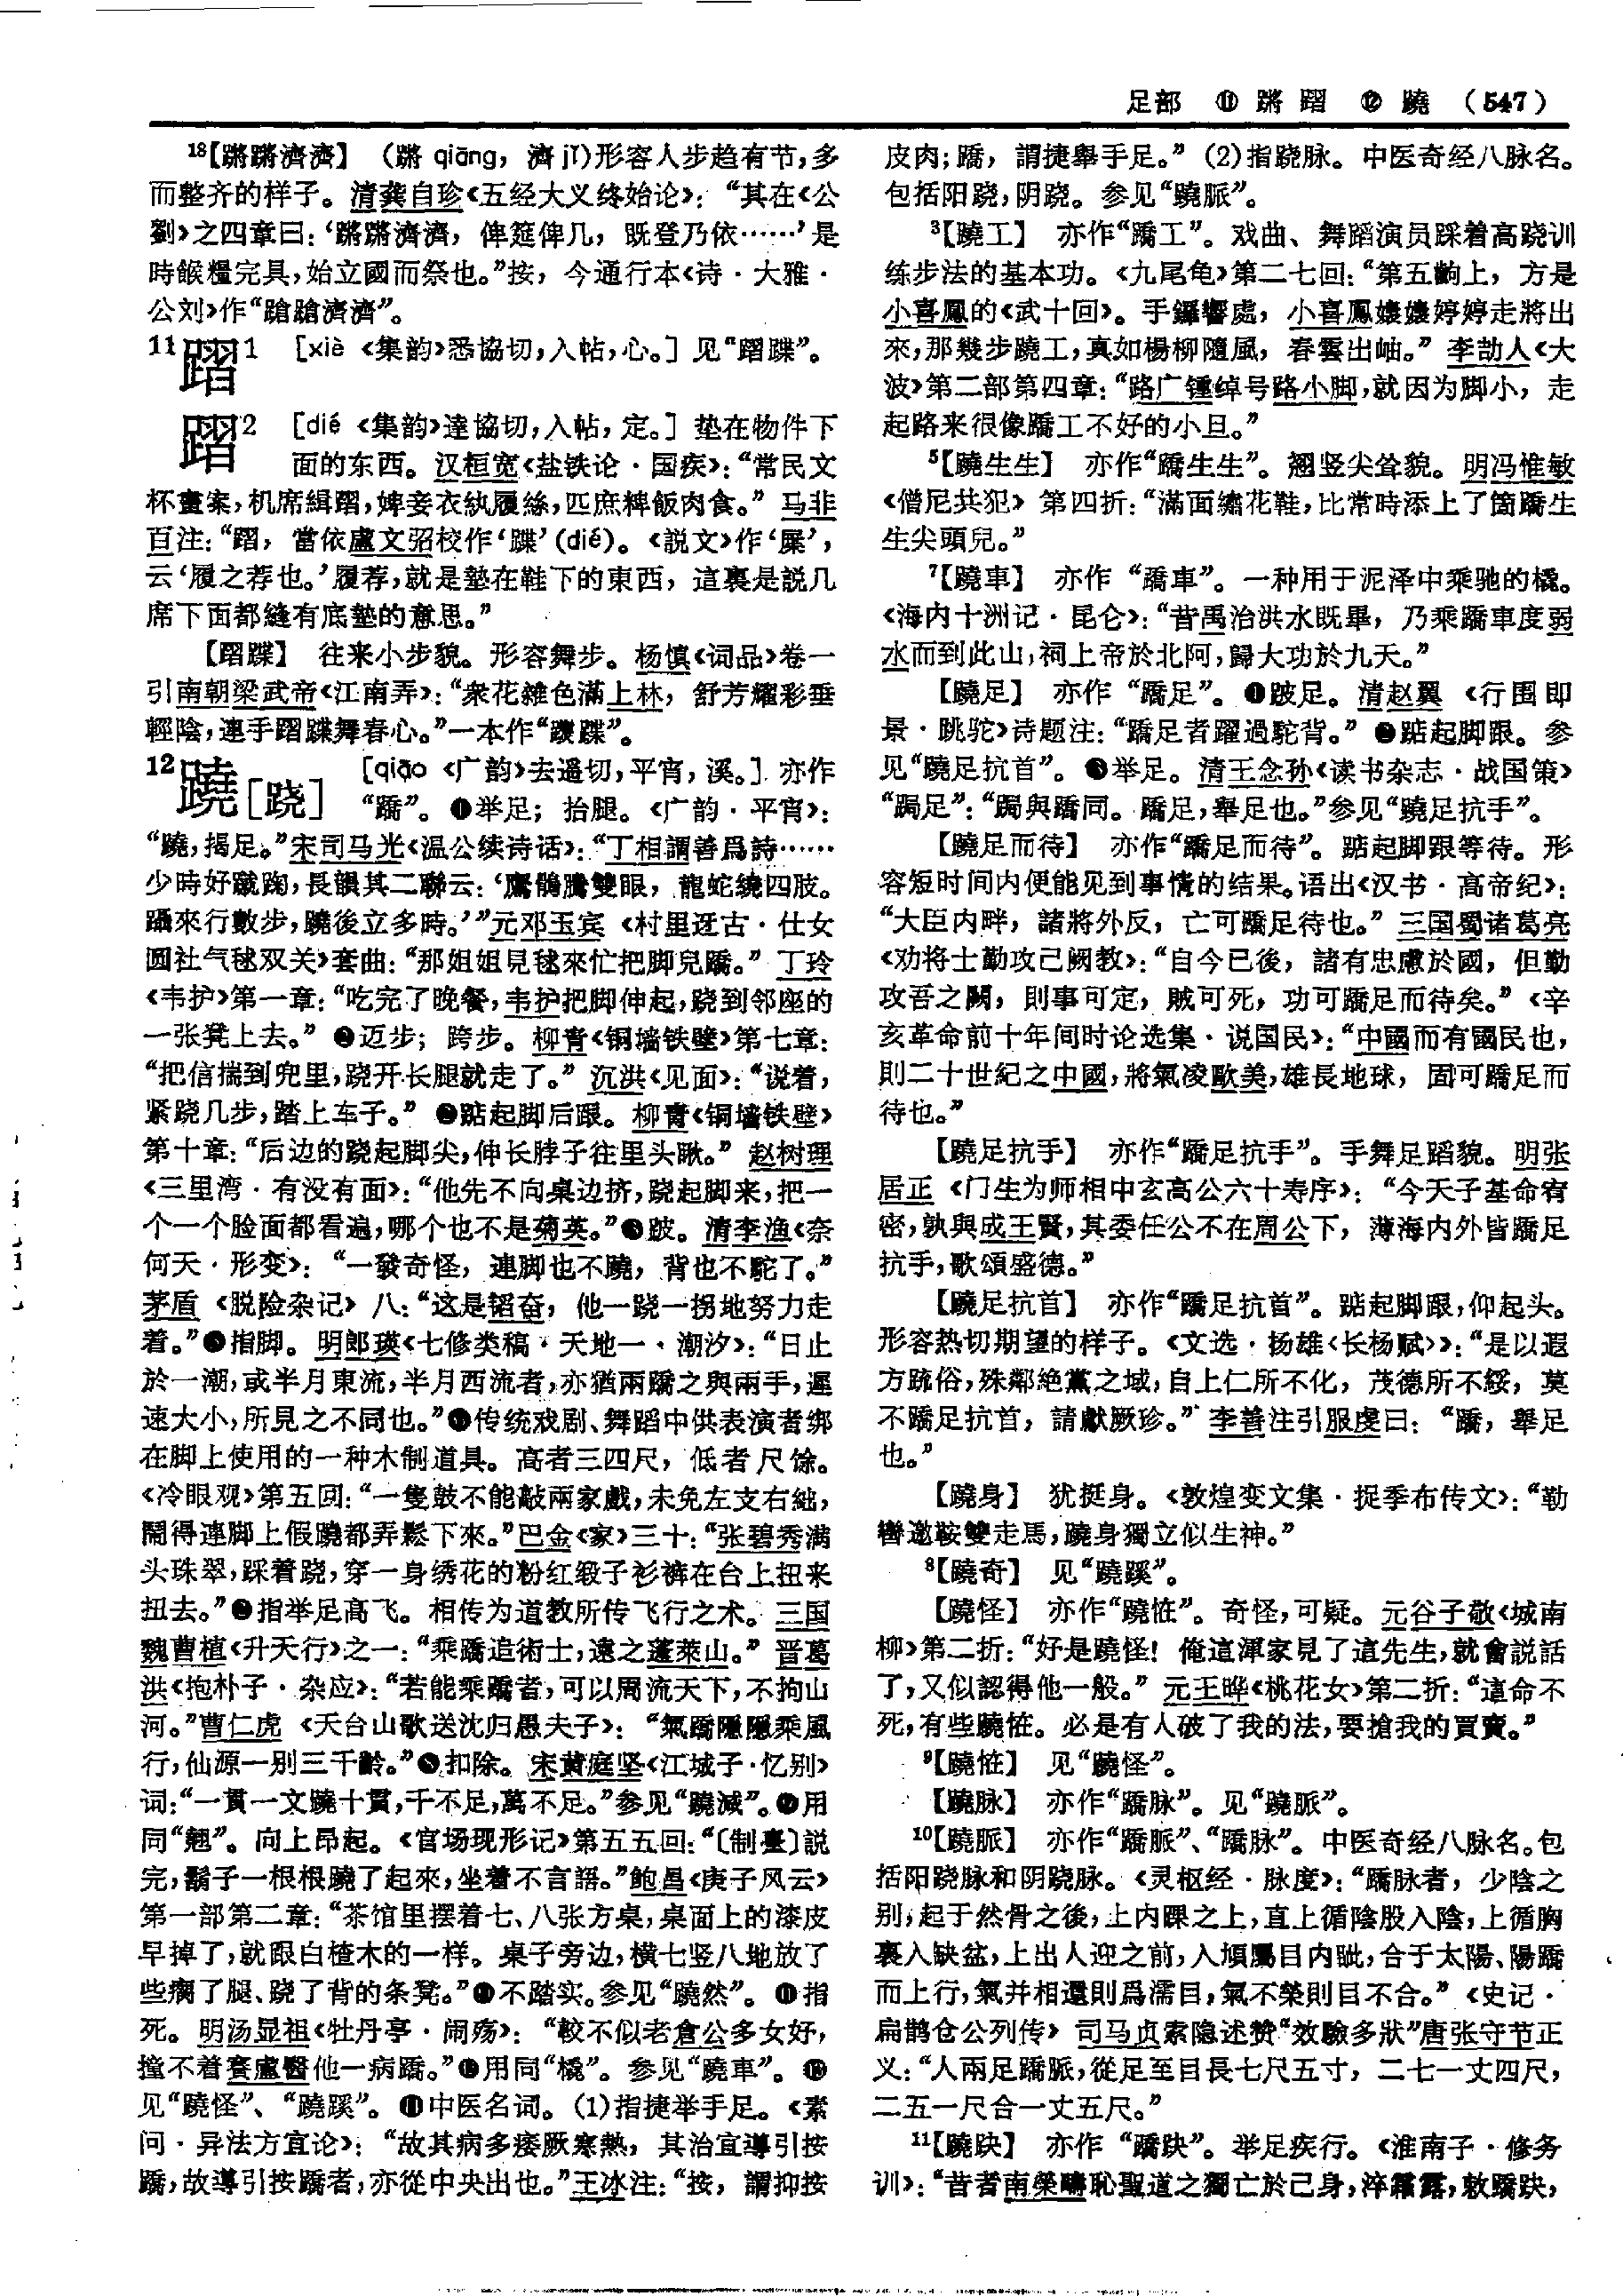 足部 ⑪ 蹡 蹓 ⑫ 蹺 （547）
¹⁸【蹡蹡濟濟】 （蹡 qiāng，濟 jǐ）形容人步趋有节，多
而整齐的样子。清龚自珍《五经大义终始论》：“其在《公
劉》之四章曰：‘蹡蹡濟濟，俾筵俾几，既登乃依……’是
時餱糧完具，始立國而祭也。”按，今通行本《诗·大雅·
公刘》作“蹌蹌濟濟”。
11 蹓1 ［xiè 《集韵》悉協切，入帖，心。］见“蹓蹀”。
蹓2 ［dié 《集韵》達協切，入帖，定。］垫在物件下
面的东西。汉桓宽《盐铁论·国疾》：“常民文
杯畫案，机席緝蹓，婢妾衣紈履絲，匹庶粺飯肉食。”马非
百注：“蹓，當依盧文弨校作‘蹀’（dié）。《説文》作‘屧’，
云‘履之荐也。’履荐，就是墊在鞋下的東西，這裏是説几
席下面都縫有底墊的意思。”
【蹓蹀】 往来小步貌。形容舞步。杨慎《词品》卷一
引南朝梁武帝《江南弄》：“衆花雜色滿上林，舒芳耀彩垂
輕陰，連手蹓蹀舞春心。”一本作“躞蹀”。
12 蹺［跷］ ［qiāo 《广韵》去遥切，平宵，溪。］亦作
“蹻”。❶举足；抬腿。《广韵·平宵》：
“蹺，揭足。”宋司马光《温公续诗话》：“丁相謂善爲詩……
少時好蹴踘，長韻其二聯云：‘鷹鶻騰雙眼，龍蛇繞四肢。
躡來行數步，蹺後立多時。’”元邓玉宾《村里迓古·仕女
圆社气毬双关》套曲：“那姐姐見毬來忙把脚兒蹻。”丁玲
《韦护》第一章：“吃完了晚餐，韦护把脚伸起，跷到邻座的
一张凳上去。”❷迈步；跨步。柳青《铜墙铁壁》第七章：
“把信揣到兜里，跷开长腿就走了。”沉洪《见面》：“说着，
紧跷几步，踏上车子。”❸踮起脚后跟。柳青《铜墙铁壁》
第十章：“后边的跷起脚尖，伸长脖子往里头瞅。”赵树理
《三里湾·有没有面》：“他先不向桌边挤，跷起脚来，把一
个一个脸面都看遍，哪个也不是菊英。”❹跛。清李渔《奈
何天·形变》：“一發奇怪，連脚也不蹺，背也不駝了。”
茅盾《脱险杂记》八：“这是韬奋，他一跷一拐地努力走
着。”❺指脚。明郎瑛《七修类稿·天地一·潮汐》：“日止
於一潮，或半月東流，半月西流者，亦猶兩蹻之與兩手，遲
速大小，所見之不同也。”❻传统戏剧、舞蹈中供表演者绑
在脚上使用的一种木制道具。高者三四尺，低者尺馀。
《冷眼观》第五回：“一隻鼓不能敲兩家戲，未免左支右絀，
鬧得連脚上假蹺都弄鬆下來。”巴金《家》三十：“张碧秀满
头珠翠，踩着跷，穿一身绣花的粉红缎子衫裤在台上扭来
扭去。”❼指举足高飞。相传为道教所传飞行之术。三国
魏曹植《升天行》之一：“乘蹻追術士，遠之蓬萊山。”晋葛
洪《抱朴子·杂应》：“若能乘蹻者，可以周流天下，不拘山
河。”曹仁虎《天台山歌送沈归愚夫子》：“氣蹻隱隱乘風
行，仙源一别三千齡。”❽扣除。宋黄庭坚《江城子·忆别》
词：“一貫一文蹺十貫，千不足，萬不足。”参见“蹺減”。❾用
同“翘”。向上昂起。《官场现形记》第五五回：“〔制臺〕説
完，鬍子一根根蹺了起來，坐着不言語。”鲍昌《庚子风云》
第一部第二章：“茶馆里摆着七、八张方桌，桌面上的漆皮
早掉了，就跟白楂木的一样。桌子旁边，横七竖八地放了
些瘸了腿、跷了背的条凳。”❿不踏实。参见“蹺然”。⓫指
死。明汤显祖《牡丹亭·闹殇》：“較不似老倉公多女好，
撞不着賽盧醫他一病蹻。”⓬用同“橇”。参见“蹺車”。⓭
见“蹺怪”、“蹺蹊”。⓮中医名词。（1）指捷举手足。《素
问·异法方宜论》：“故其病多痿厥寒熱，其治宜導引按
蹻，故導引按蹻者，亦從中央出也。”王冰注：“按，謂抑按
皮肉；蹻，謂捷舉手足。”（2）指跷脉。中医奇经八脉名。
包括阳跷，阴跷。参见“蹺脈”。
³【蹺工】 亦作“蹻工”。戏曲、舞蹈演员踩着高跷训
练步法的基本功。《九尾龟》第二七回：“第五齣上，方是
小喜鳳的《武十回》。手鑼響處，小喜鳳嬝嬝婷婷走將出
來，那幾步蹺工，真如楊柳隨風，春雲出岫。”李劼人《大
波》第二部第四章：“路广锺绰号路小脚，就因为脚小，走
起路来很像蹻工不好的小旦。”
⁵【蹺生生】 亦作“蹻生生”。翘竖尖耸貌。明冯惟敏
《僧尼共犯》第四折：“滿面繡花鞋，比常時添上了箇蹻生
生尖頭兒。”
⁷【蹺車】 亦作“蹻車”。一种用于泥泽中乘驰的橇。
《海内十洲记·昆仑》：“昔禹治洪水既畢，乃乘蹻車度弱
水而到此山，祠上帝於北阿，歸大功於九天。”
【蹺足】 亦作“蹻足”。❶跛足。清赵翼《行围即
景·跳驼》诗题注：“蹻足者躍過駝背。”❷踮起脚跟。参
见“蹺足抗首”。❸举足。清王念孙《读书杂志·战国策》
“跼足”：“跼與蹻同。蹻足，舉足也。”参见“蹺足抗手”。
【蹺足而待】 亦作“蹻足而待”。踮起脚跟等待。形
容短时间内便能见到事情的结果。语出《汉书·高帝纪》：
“大臣内畔，諸將外反，亡可蹻足待也。”三国蜀诸葛亮
《劝将士勤攻己阙教》：“自今已後，諸有忠慮於國，但勤
攻吾之闕，則事可定，賊可死，功可蹻足而待矣。”《辛
亥革命前十年间时论选集·说国民》：“中國而有國民也，
則二十世紀之中國，將氣凌歐美，雄長地球，固可蹻足而
待也。”
【蹺足抗手】 亦作“蹻足抗手”。手舞足蹈貌。明张
居正《门生为师相中玄高公六十寿序》：“今天子基命宥
密，孰與成王賢，其委任公不在周公下，薄海内外皆蹻足
抗手，歌頌盛德。”
【蹺足抗首】 亦作“蹻足抗首”。踮起脚跟，仰起头。
形容热切期望的样子。《文选·扬雄〈长杨赋〉》：“是以遐
方疏俗，殊鄰絶黨之域，自上仁所不化，茂德所不綏，莫
不蹻足抗首，請獻厥珍。”李善注引服虔曰：“蹻，舉足
也。”
【蹺身】 犹挺身。《敦煌变文集·捉季布传文》：“勒
轡邀鞍雙走馬，蹺身獨立似生神。”
⁸【蹺奇】 见“蹺蹊”。
【蹺怪】 亦作“蹺恠”。奇怪，可疑。元谷子敬《城南
柳》第二折：“好是蹺怪！俺這渾家見了這先生，就會説話
了，又似認得他一般。”元王晔《桃花女》第二折：“這命不
死，有些蹺恠。必是有人破了我的法，要搶我的買賣。”
⁹【蹺恠】 见“蹺怪”。
【蹺脉】 亦作“蹻脉”。见“蹺脈”。
¹⁰【蹺脈】 亦作“蹻脈”、“蹻脉”。中医奇经八脉名。包
括阳跷脉和阴跷脉。《灵枢经·脉度》：“蹻脉者，少陰之
别，起于然骨之後，上内踝之上，直上循陰股入陰，上循胸
裏入缺盆，上出人迎之前，入頄屬目内眦，合于太陽、陽蹻
而上行，氣并相還則爲濡目，氣不榮則目不合。”《史记·
扁鹊仓公列传》司马贞索隐述赞“效驗多狀”唐张守节正
义：“人兩足蹻脈，從足至目長七尺五寸，二七一丈四尺，
二五一尺合一丈五尺。”
¹¹【蹺趹】 亦作“蹻趹”。举足疾行。《淮南子·修务
训》：“昔者南榮疇恥聖道之獨亡於己身，淬霜露，敕蹻趹，